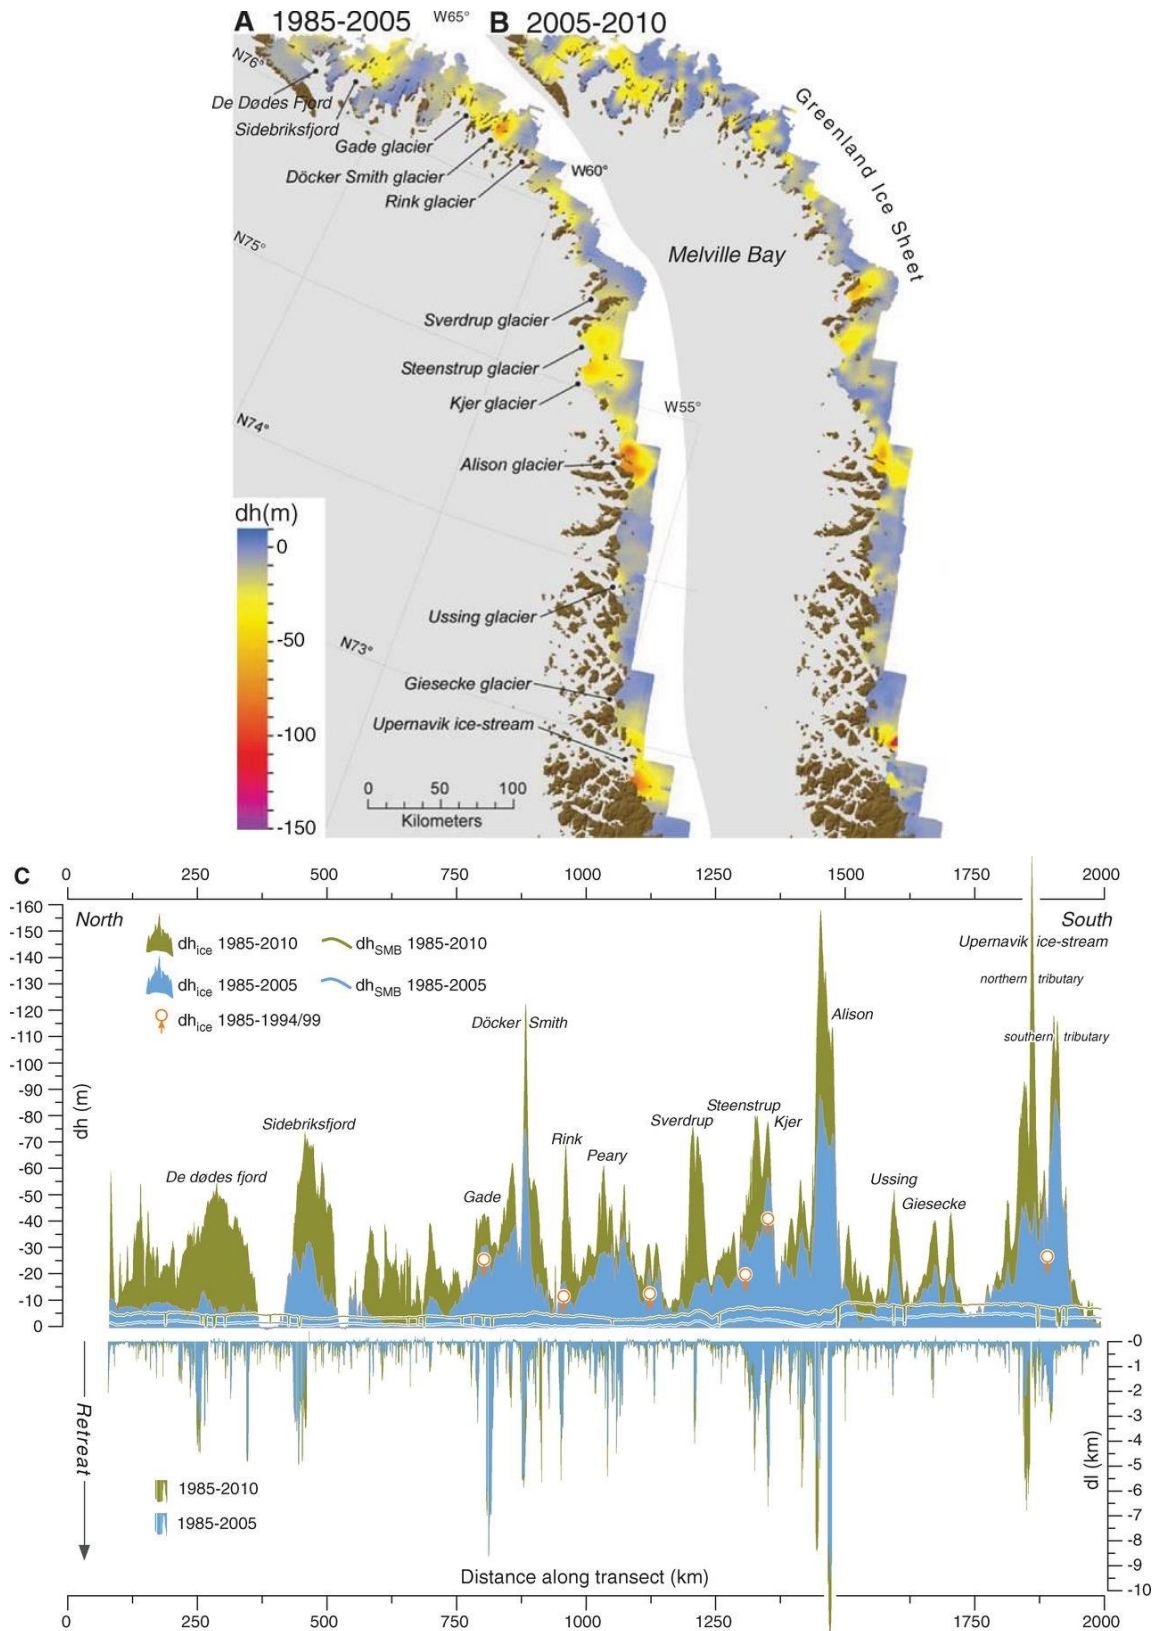 A 1985-2005
W65°
B 2005-2010
N76°
De Dødes Fjord
Sidebriksfjord
Gade glacier
Döcker Smith glacier
Rink glacier
W60°
Greenland Ice Sheet
N75°
Melville Bay
Sverdrup glacier
Steenstrup glacier
Kjer glacier
W55°
N74°
Alison glacier
dh(m)
0
-50
-100
-150
Ussing glacier
N73°
Giesecke glacier
Upernavik ice-stream
0 50 100
Kilometers
C
0 250 500 750 1000 1250 1500 1750 2000
North
South
-160
-150
-140
-130
-120
-110
-100
-90
-80
-70
-60
-50
-40
-30
-20
-10
0
dh (m)
dhice 1985-2010
dhSMB 1985-2010
dhice 1985-2005
dhSMB 1985-2005
dhice 1985-1994/99
Upernavik ice-stream
northern tributary
southern tributary
Döcker Smith
Alison
Steenstrup
Sverdrup
Kjer
Sidebriksfjord
Rink
Peary
De dødes fjord
Ussing
Gade
Giesecke
-0
-1
-2
-3
-4
-5
-6
-7
-8
-9
-10
dl (km)
Retreat
1985-2010
1985-2005
Distance along transect (km)
0 250 500 750 1000 1250 1500 1750 2000